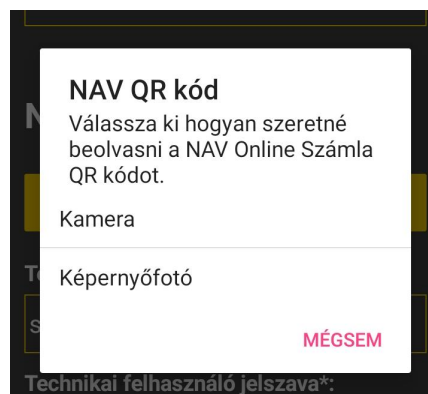 NAV QR kód
Válassza ki hogyan szeretné
beolvasni a NAV Online Számla
QR kódot.
Kamera
Képernyőfotó
MÉGSEM
Technikai felhasználó jelszava*: